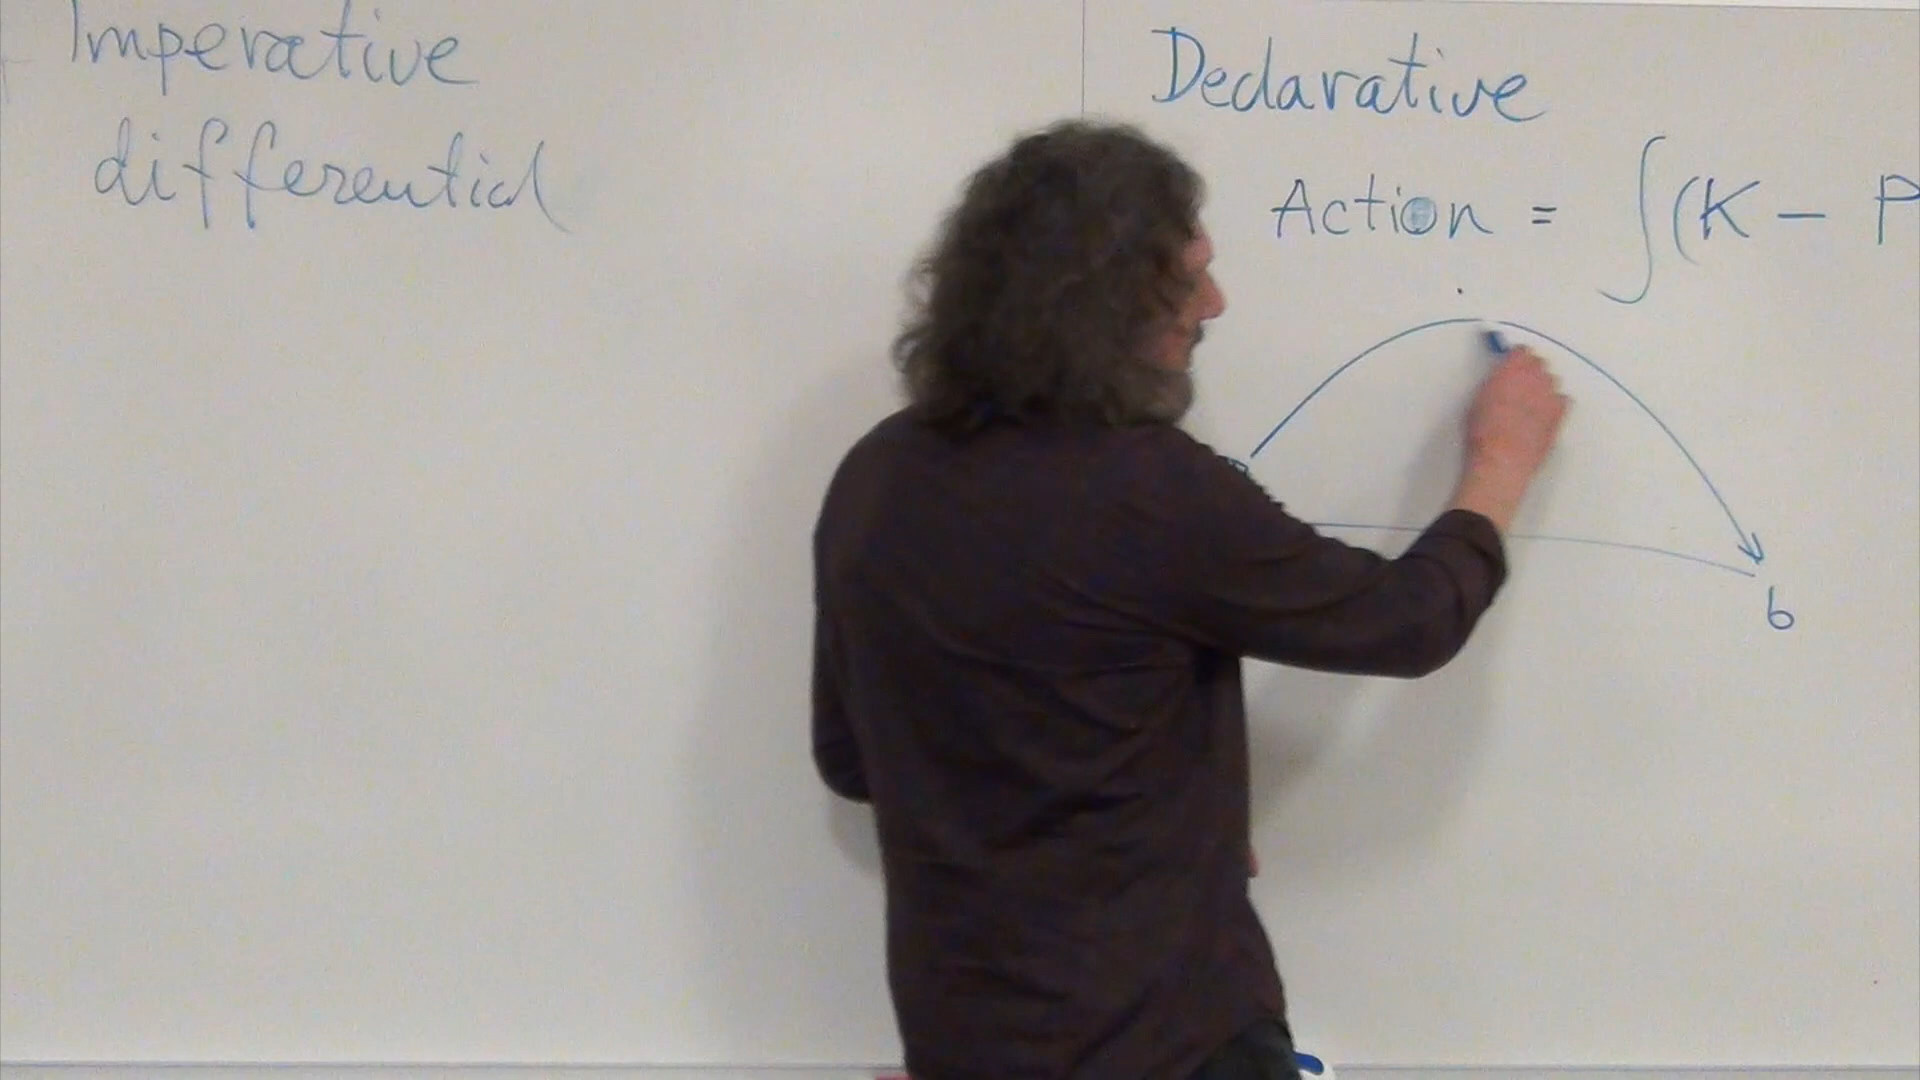 Imperative
differential
Declarative
Action = ∫(K - P
b